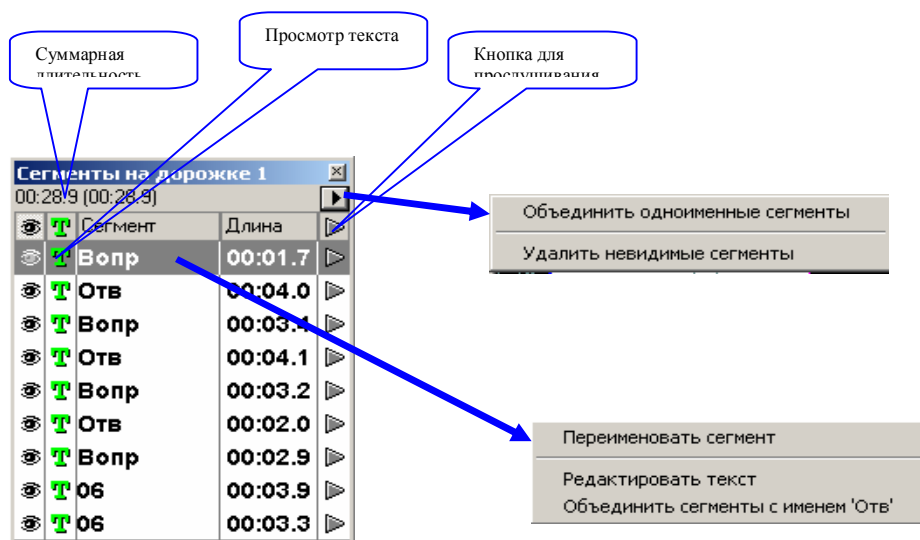 Просмотр текста
Суммарная
длительность
Кнопка для
прослушивания
Сегменты на дорожке 1
00:28.9 (00:28.9)
T Сегмент Длина
T Вопр 00:01.7
T Отв 00:04.0
T Вопр 00:03.4
T Отв 00:04.1
T Вопр 00:03.2
T Отв 00:02.0
T Вопр 00:02.9
T 06 00:03.9
T 06 00:03.3
Объединить одноименные сегменты
Удалить невидимые сегменты
Переименовать сегмент
Редактировать текст
Объединить сегменты с именем 'Отв'